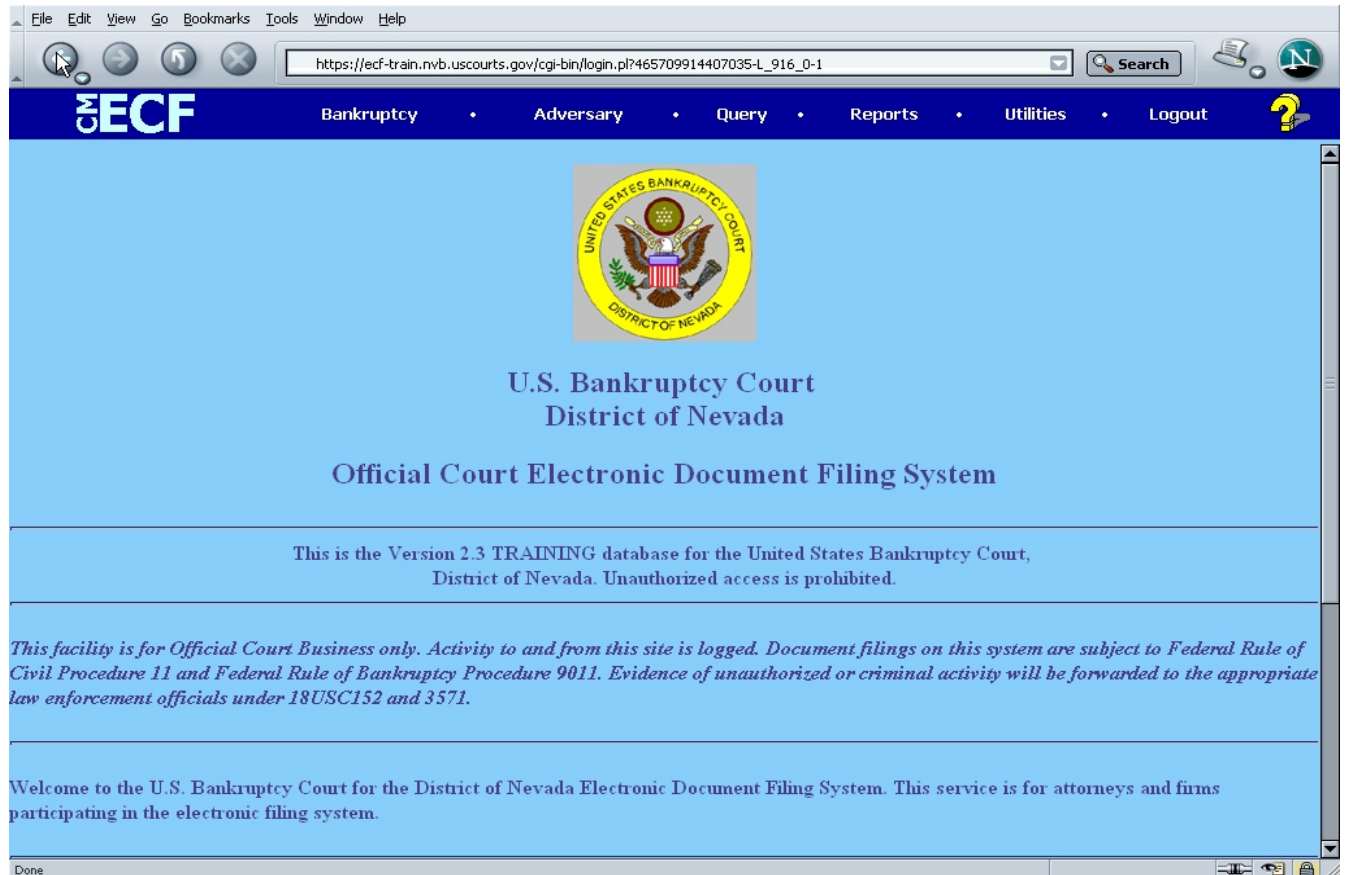 File Edit View Go Bookmarks Tools Window Help
https://ecf-train.nvb.uscourts.gov/cgi-bin/login.pl?465709914407035-L_916_0-1
Search
N
CM ECF Bankruptcy • Adversary • Query • Reports • Utilities • Logout ?
UNITED STATES BANKRUPTCY COURT
DISTRICT OF NEVADA
U.S. Bankruptcy Court
District of Nevada
Official Court Electronic Document Filing System
This is the Version 2.3 TRAINING database for the United States Bankruptcy Court,
District of Nevada. Unauthorized access is prohibited.
This facility is for Official Court Business only. Activity to and from this site is logged. Document filings on this system are subject to Federal Rule of
Civil Procedure 11 and Federal Rule of Bankruptcy Procedure 9011. Evidence of unauthorized or criminal activity will be forwarded to the appropriate
law enforcement officials under 18USC152 and 3571.
Welcome to the U.S. Bankruptcy Court for the District of Nevada Electronic Document Filing System. This service is for attorneys and firms
participating in the electronic filing system.
Done